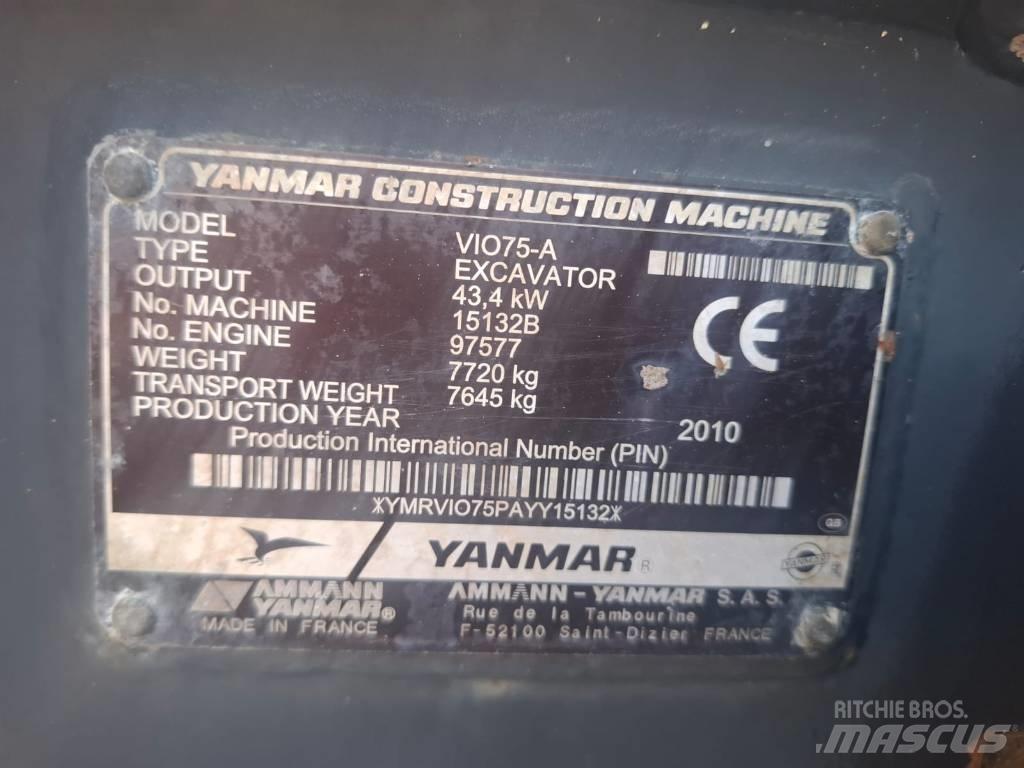 YANMAR CONSTRUCTION MACHINE
MODEL VIO75-A
TYPE EXCAVATOR
OUTPUT 43,4 kW
No. MACHINE 15132B
No. ENGINE 97577
WEIGHT 7720 kg
TRANSPORT WEIGHT 7645 kg
PRODUCTION YEAR 2010
Production International Number (PIN)
*YMRVIO75PAYY15132*
GB
YANMAR R
YANMAR
AMMANN YANMAR®
MADE IN FRANCE
AMMANN - YANMAR S.A.S.
Rue de la Tambourine
F-52100 Saint-Dizier FRANCE
RITCHIE BROS.
MASCUS